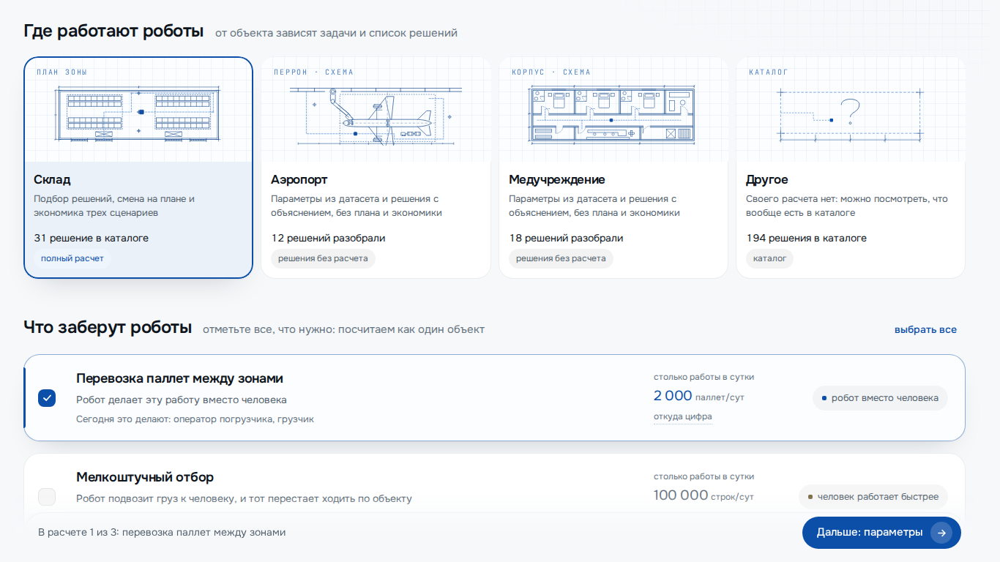 Где работают роботы
от объекта зависят задачи и список решений
ПЛАН ЗОНЫ
Склад
Подбор решений, смена на плане и
экономика трех сценариев
31 решение в каталоге
полный расчет
ПЕРРОН · СХЕМА
Аэропорт
Параметры из датасета и решения с
объяснением, без плана и экономики
12 решений разобрали
решения без расчета
КОРПУС · СХЕМА
Медучреждение
Параметры из датасета и решения с
объяснением, без плана и экономики
18 решений разобрали
решения без расчета
КАТАЛОГ
?
Другое
Своего расчета нет: можно посмотреть, что
вообще есть в каталоге
194 решения в каталоге
каталог
Что заберут роботы
отметьте все, что нужно: посчитаем как один объект
выбрать все
Перевозка паллет между зонами
Робот делает эту работу вместо человека
Сегодня это делают: оператор погрузчика, грузчик
столько работы в сутки
2 000 паллет/сут
откуда цифра
робот вместо человека
Мелкоштучный отбор
Робот подвозит груз к человеку, и тот перестает ходить по объекту
столько работы в сутки
100 000 строк/сут
человек работает быстрее
В расчете 1 из 3: перевозка паллет между зонами
Дальше: параметры